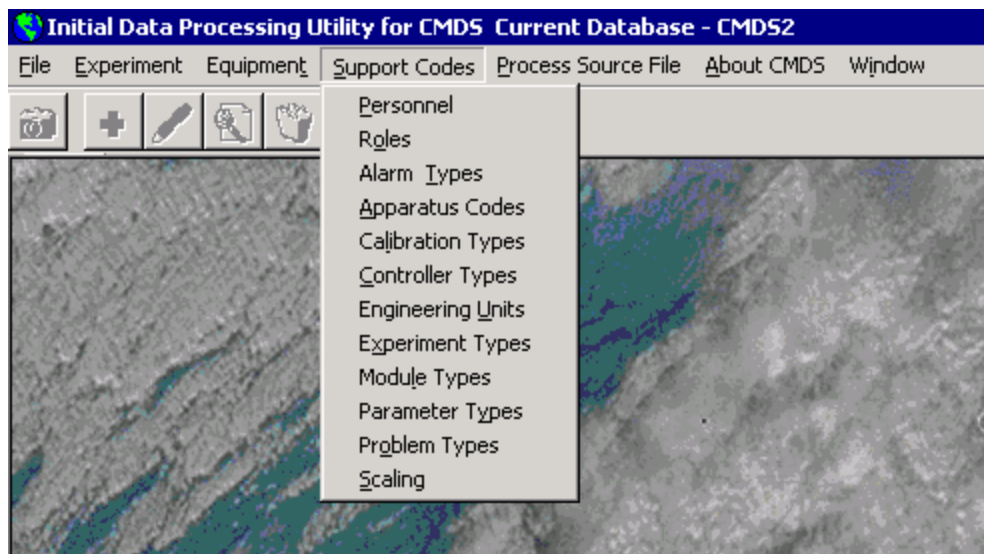 Initial Data Processing Utility for CMDS Current Database - CMDS2
File Experiment Equipment Support Codes Process Source File About CMDS Window
Personnel
Roles
Alarm Types
Apparatus Codes
Calibration Types
Controller Types
Engineering Units
Experiment Types
Module Types
Parameter Types
Problem Types
Scaling